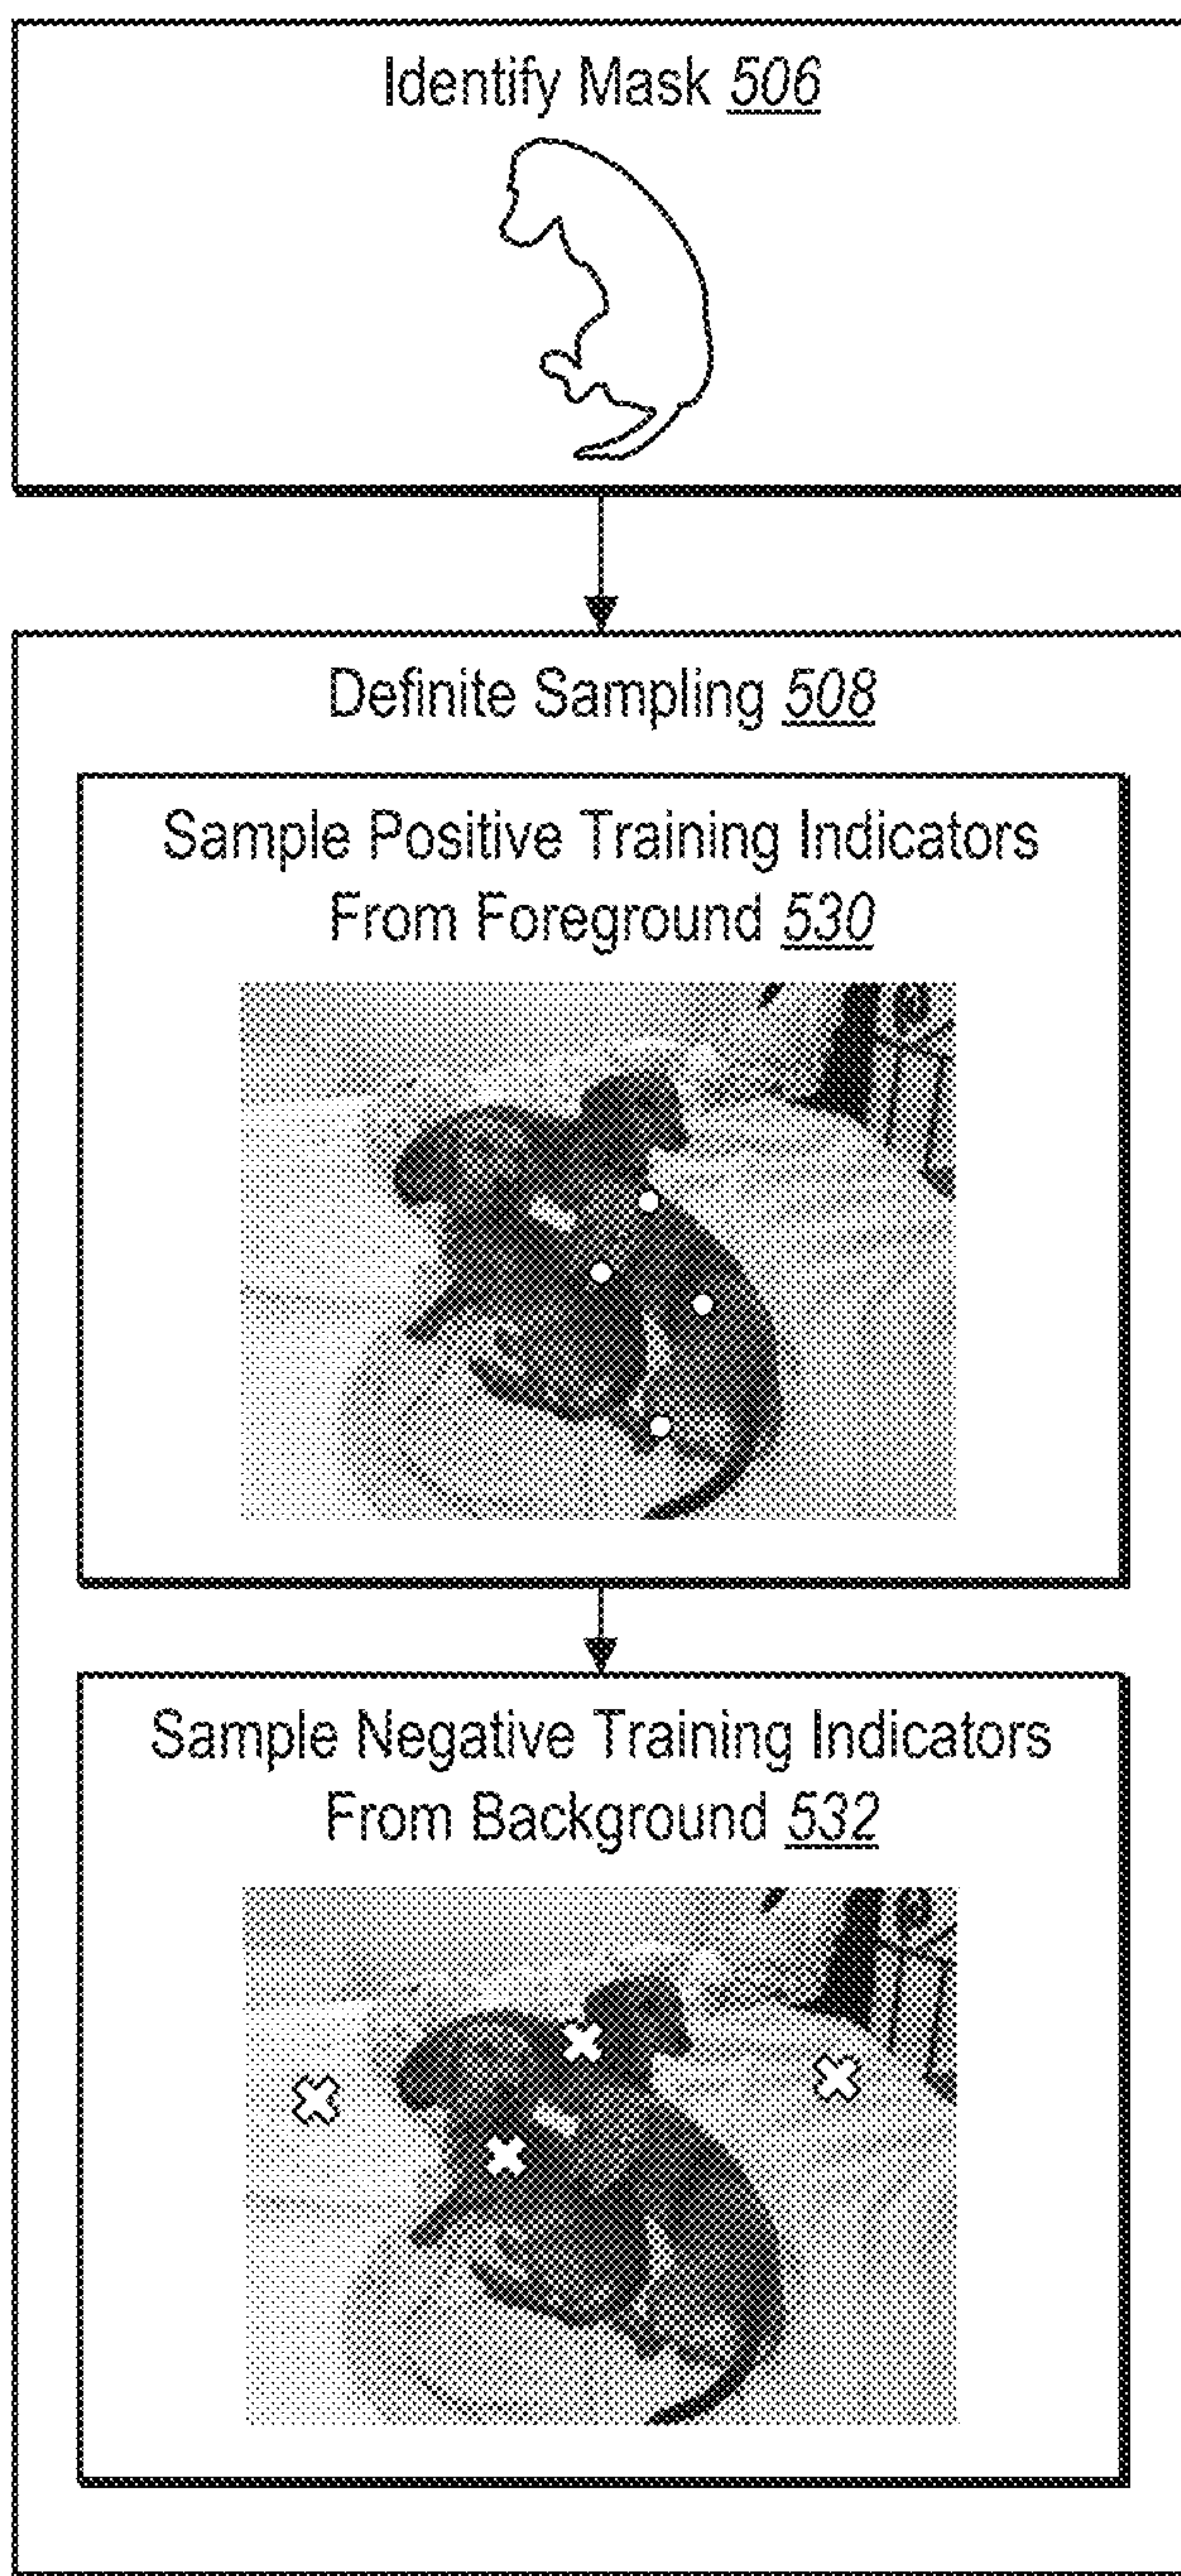 Identify Mask 506
Definite Sampling 508
Sample Positive Training Indicators
From Foreground 530
Sample Negative Training Indicators
From Background 532